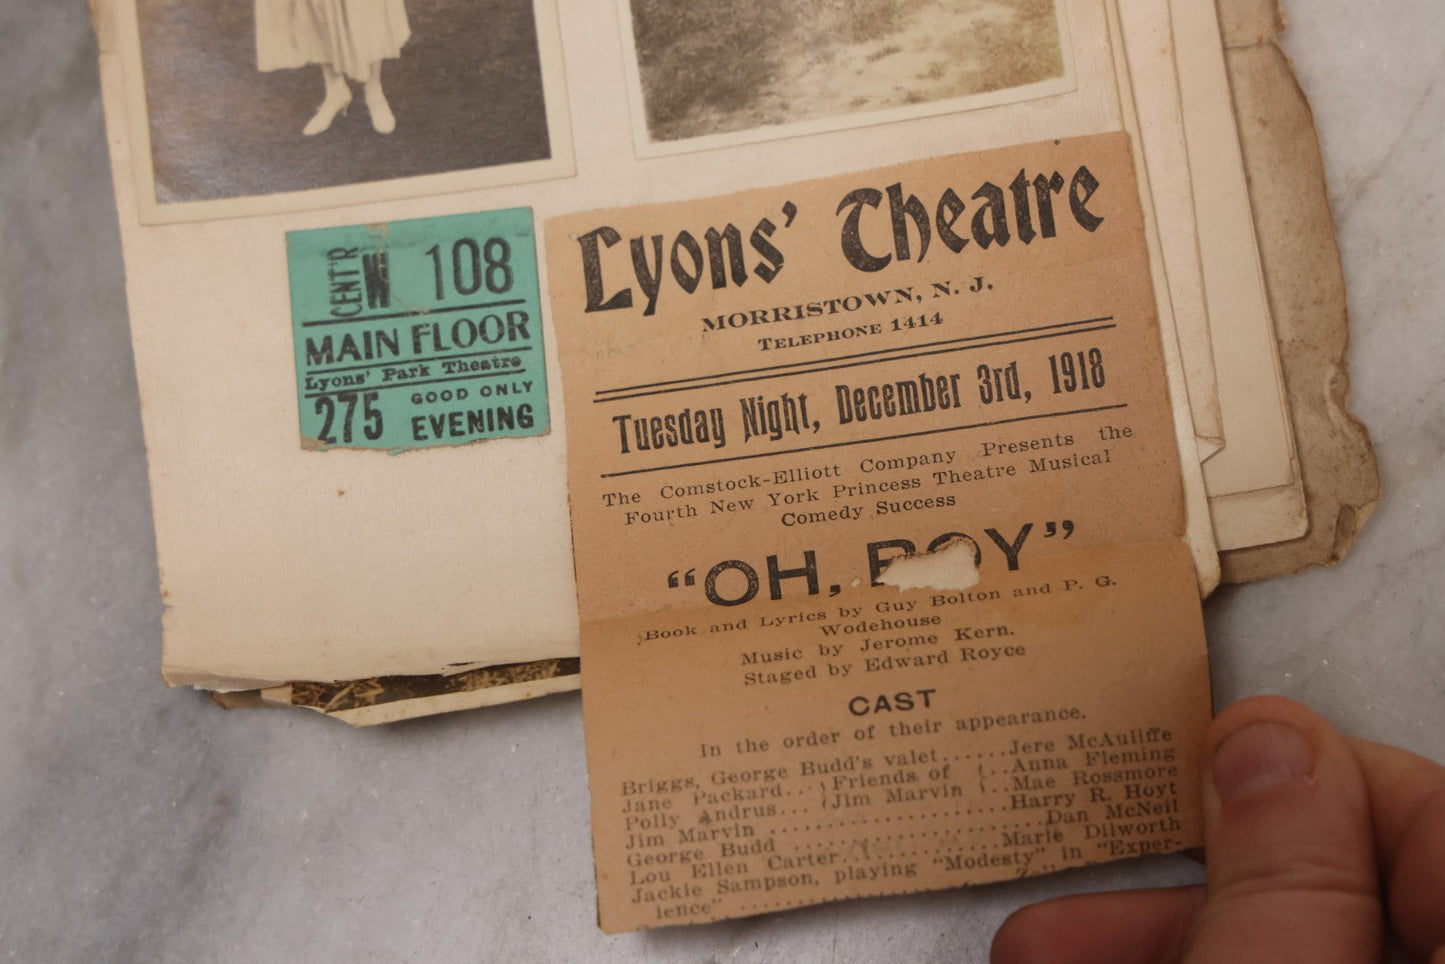 CENT'R W 108
MAIN FLOOR
Lyons' Park Theatre
275 GOOD ONLY
EVENING
Lyons' Theatre
MORRISTOWN, N. J.
TELEPHONE 1414
Tuesday Night, December 3rd, 1918
The Comstock-Elliott Company Presents the
Fourth New York Princess Theatre Musical
Comedy Success
"OH, BOY"
Book and Lyrics by Guy Bolton and P. G.
Wodehouse
Music by Jerome Kern.
Staged by Edward Royce
CAST
In the order of their appearance.
Briggs, George Budd's valet......Jere McAuliffe
Jane Packard.. } Friends of { ..Anna Fleming
Polly Andrus... } Jim Marvin { ..Mae Rossmore
Jim Marvin ....................Harry R. Hoyt
George Budd ....................Dan McNeil
Lou Ellen Carter..............Marie Dilworth
Jackie Sampson, playing "Modesty" in "Exper-
ience"